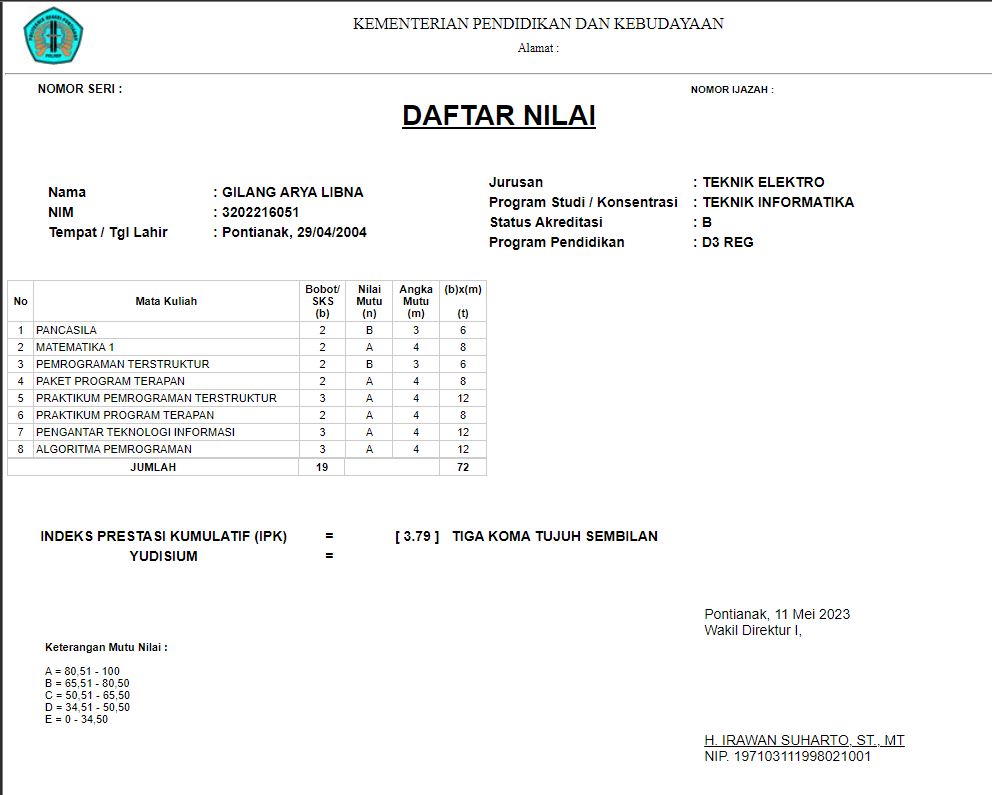 KEMENTERIAN PENDIDIKAN DAN KEBUDAYAAN
Alamat :
NOMOR SERI :
NOMOR IJAZAH :
DAFTAR NILAI
Nama : GILANG ARYA LIBNA
NIM : 3202216051
Tempat / Tgl Lahir : Pontianak, 29/04/2004
Jurusan : TEKNIK ELEKTRO
Program Studi / Konsentrasi : TEKNIK INFORMATIKA
Status Akreditasi : B
Program Pendidikan : D3 REG
No Mata Kuliah Bobot/ SKS (b) Nilai Mutu (n) Angka Mutu (m) (b)x(m) (t)
1 PANCASILA 2 B 3 6
2 MATEMATIKA 1 2 A 4 8
3 PEMROGRAMAN TERSTRUKTUR 2 B 3 6
4 PAKET PROGRAM TERAPAN 2 A 4 8
5 PRAKTIKUM PEMROGRAMAN TERSTRUKTUR 3 A 4 12
6 PRAKTIKUM PROGRAM TERAPAN 2 A 4 8
7 PENGANTAR TEKNOLOGI INFORMASI 3 A 4 12
8 ALGORITMA PEMROGRAMAN 3 A 4 12
JUMLAH 19 72
INDEKS PRESTASI KUMULATIF (IPK) = [ 3.79 ] TIGA KOMA TUJUH SEMBILAN
YUDISIUM =
Pontianak, 11 Mei 2023
Wakil Direktur I,
Keterangan Mutu Nilai :
A = 80,51 - 100
B = 65,51 - 80,50
C = 50,51 - 65,50
D = 34,51 - 50,50
E = 0 - 34,50
H. IRAWAN SUHARTO, ST., MT
NIP. 197103111998021001